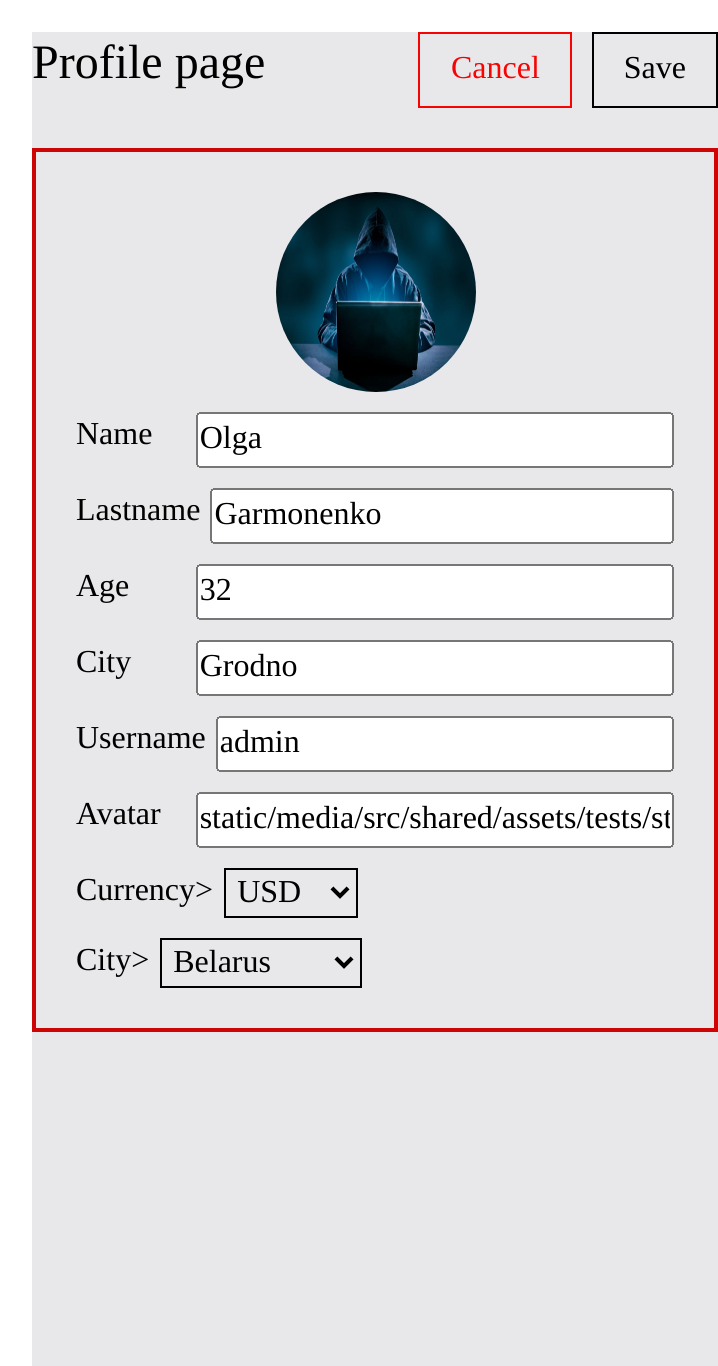 Profile page
Cancel
Save
Name
Olga
Lastname
Garmonenko
Age
32
City
Grodno
Username
admin
Avatar
static/media/src/shared/assets/tests/st
Currency>
USD
City>
Belarus